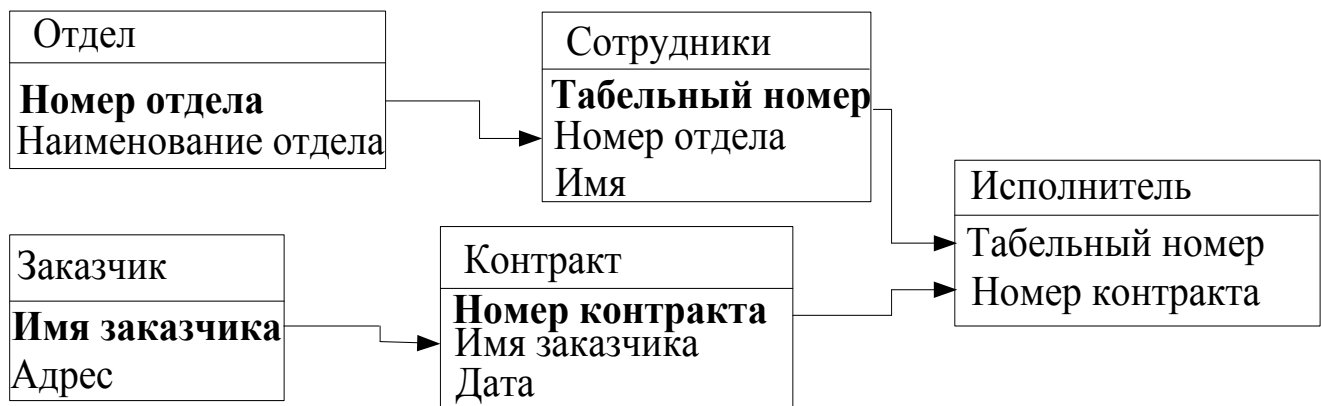 Отдел
Номер отдела
Наименование отдела
Сотрудники
Табельный номер
Номер отдела
Имя
Заказчик
Имя заказчика
Адрес
Контракт
Номер контракта
Имя заказчика
Дата
Исполнитель
Табельный номер
Номер контракта